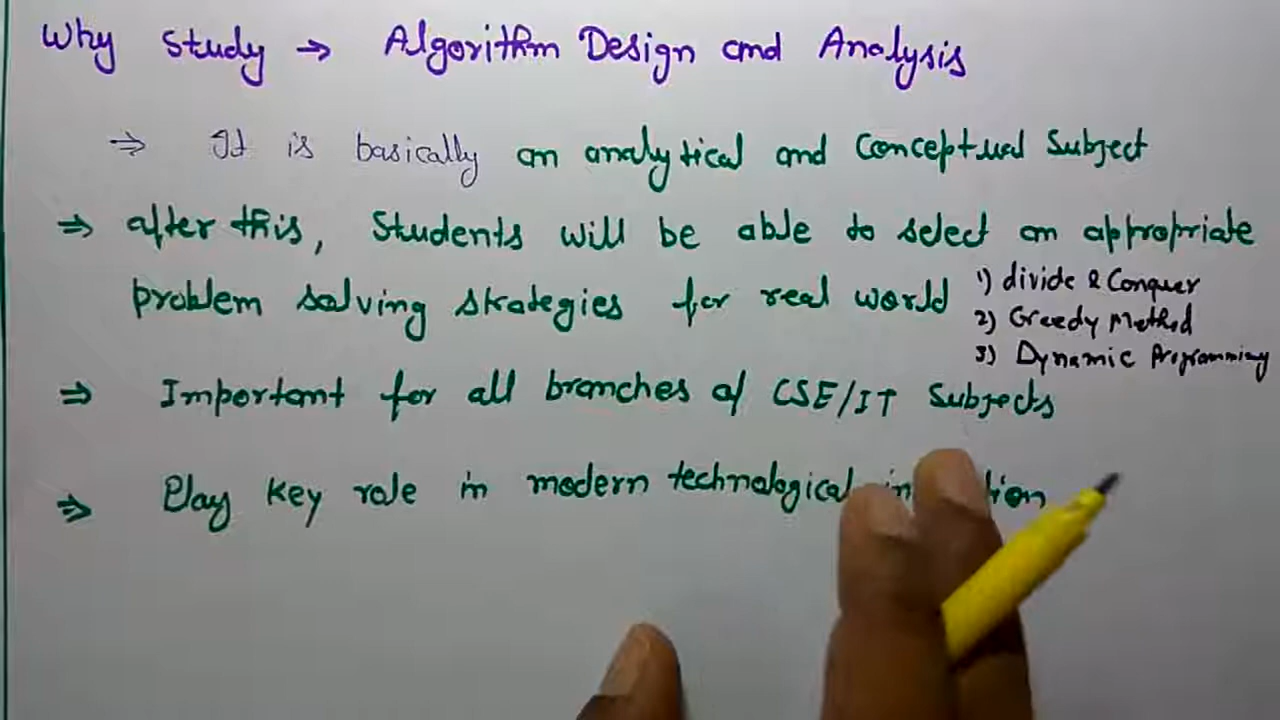 Why Study → Algorithm Design and Analysis
⇒ It is basically an analytical and Conceptual Subject
⇒ after this, Students will be able to select an appropriate
problem solving strategies for real world
1) divide & Conquer
2) Greedy Method
3) Dynamic Programming
⇒ Important for all branches of CSE/IT Subjects
⇒ Play key role in modern technological